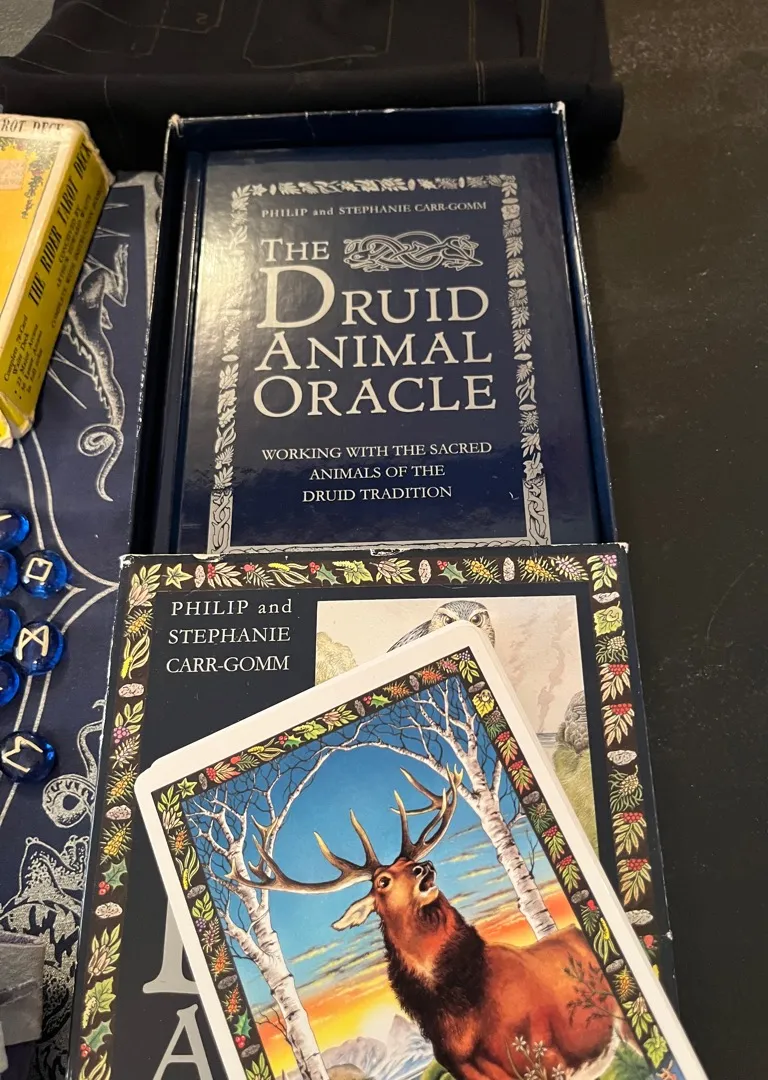 THE RIDER TAROT DECK
PHILIP and STEPHANIE CARR-GOMM
THE
DRUID
ANIMAL
ORACLE
WORKING WITH THE SACRED
ANIMALS OF THE
DRUID TRADITION
PHILIP and
STEPHANIE
CARR-GOMM